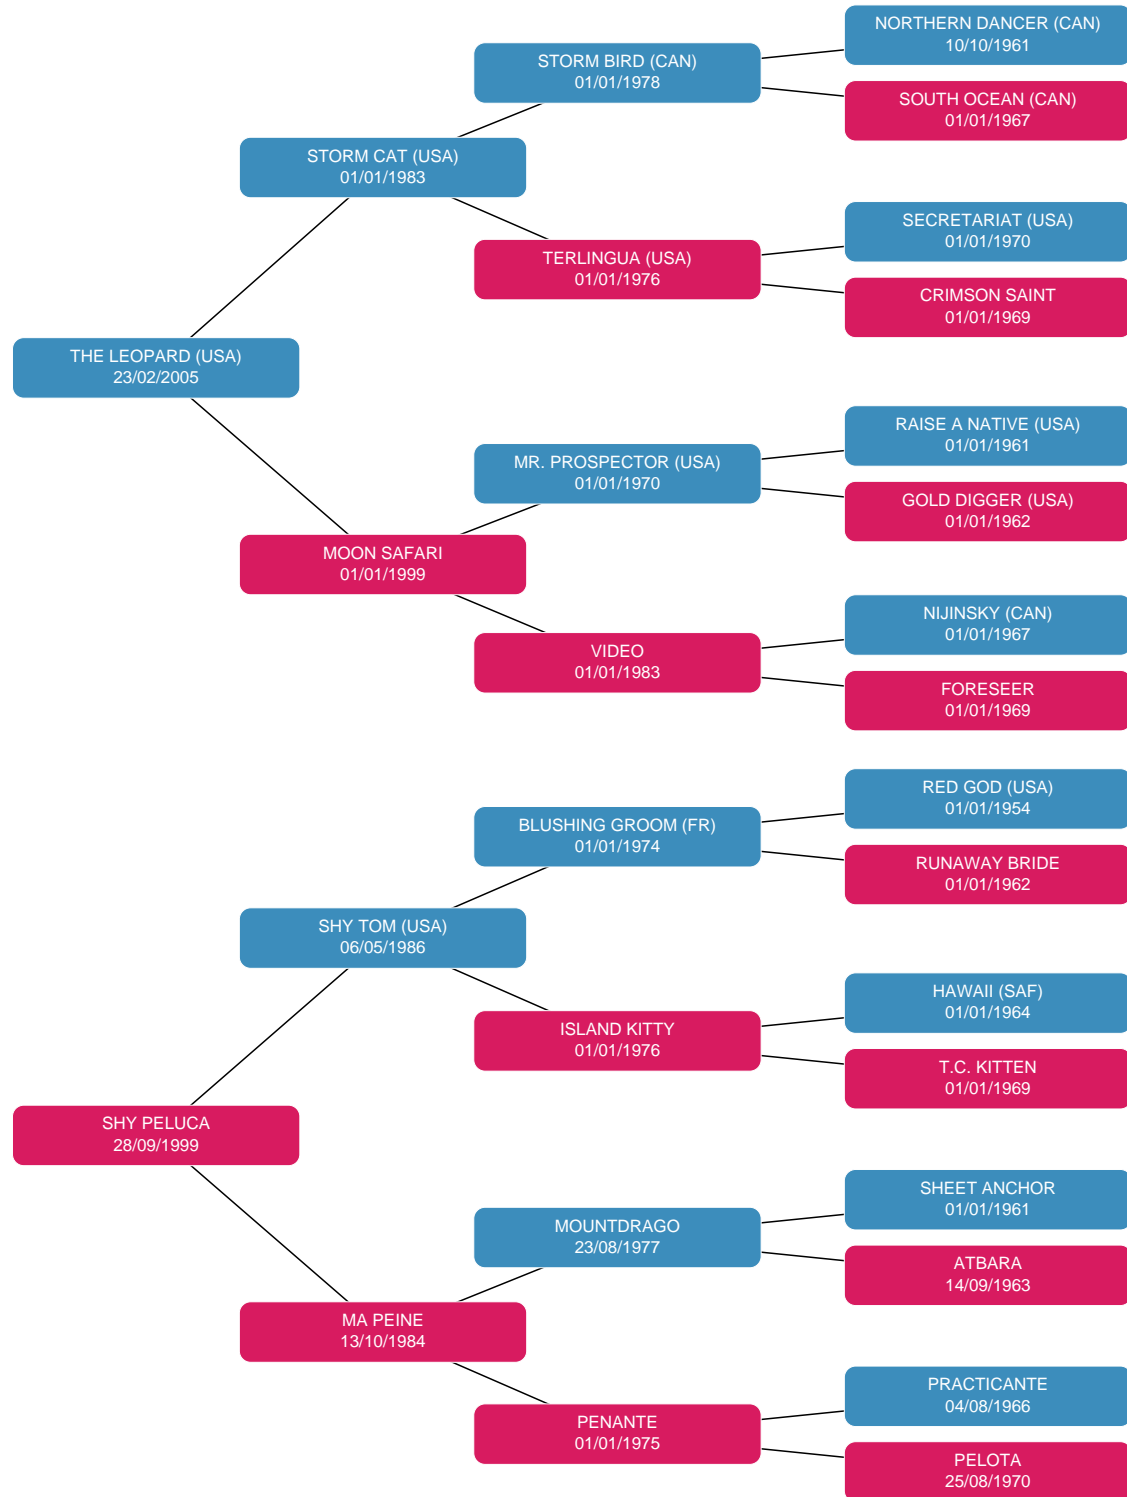 NORTHERN DANCER (CAN)
10/10/1961
STORM BIRD (CAN)
01/01/1978
SOUTH OCEAN (CAN)
01/01/1967
STORM CAT (USA)
01/01/1983
SECRETARIAT (USA)
01/01/1970
TERLINGUA (USA)
01/01/1976
CRIMSON SAINT
01/01/1969
THE LEOPARD (USA)
23/02/2005
RAISE A NATIVE (USA)
01/01/1961
MR. PROSPECTOR (USA)
01/01/1970
GOLD DIGGER (USA)
01/01/1962
MOON SAFARI
01/01/1999
NIJINSKY (CAN)
01/01/1967
VIDEO
01/01/1983
FORESEER
01/01/1969
RED GOD (USA)
01/01/1954
BLUSHING GROOM (FR)
01/01/1974
RUNAWAY BRIDE
01/01/1962
SHY TOM (USA)
06/05/1986
HAWAII (SAF)
01/01/1964
ISLAND KITTY
01/01/1976
T.C. KITTEN
01/01/1969
SHY PELUCA
28/09/1999
SHEET ANCHOR
01/01/1961
MOUNTDRAGO
23/08/1977
ATBARA
14/09/1963
MA PEINE
13/10/1984
PRACTICANTE
04/08/1966
PENANTE
01/01/1975
PELOTA
25/08/1970